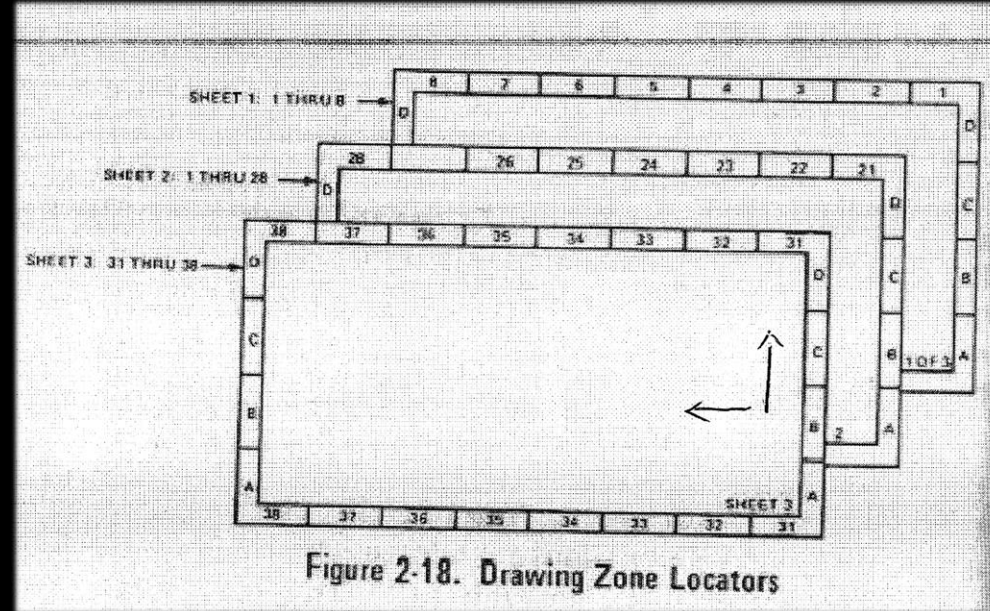 8 7 6 5 4 3 2 1
SHEET 1: 1 THRU 8
D D
28 26 25 24 23 22 21
SHEET 2: 1 THRU 28
D D C
38 37 36 35 34 33 32 31
SHEET 3: 31 THRU 38
D D C B
C C B 1 OF 3 A
B B 2 A
A SHEET 3 A
38 37 36 35 34 33 32 31
Figure 2-18. Drawing Zone Locators